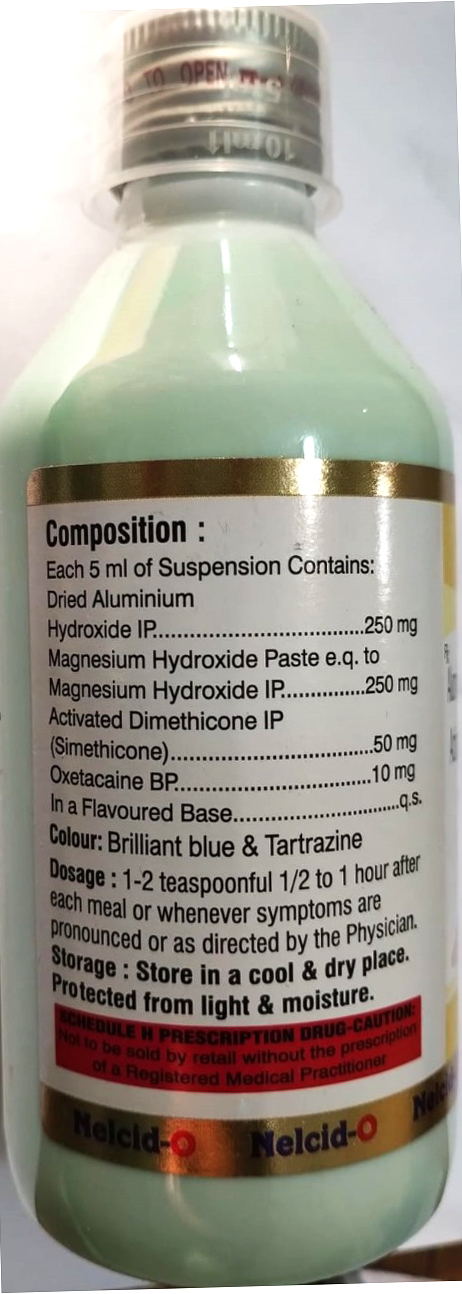 TO OPEN
10 ml
Composition :
Each 5 ml of Suspension Contains:
Dried Aluminium
Hydroxide IP......................................250 mg
Magnesium Hydroxide Paste e.q. to
Magnesium Hydroxide IP...............250 mg
Activated Dimethicone IP
(Simethicone).....................................50 mg
Oxetacaine BP...................................10 mg
In a Flavoured Base..............................q.s.
Colour: Brilliant blue & Tartrazine
Dosage : 1-2 teaspoonful 1/2 to 1 hour after
each meal or whenever symptoms are
pronounced or as directed by the Physician.
Storage : Store in a cool & dry place.
Protected from light & moisture.
SCHEDULE H PRESCRIPTION DRUG-CAUTION:
Not to be sold by retail without the prescription
of a Registered Medical Practitioner
Nelcid-O Nelcid-O